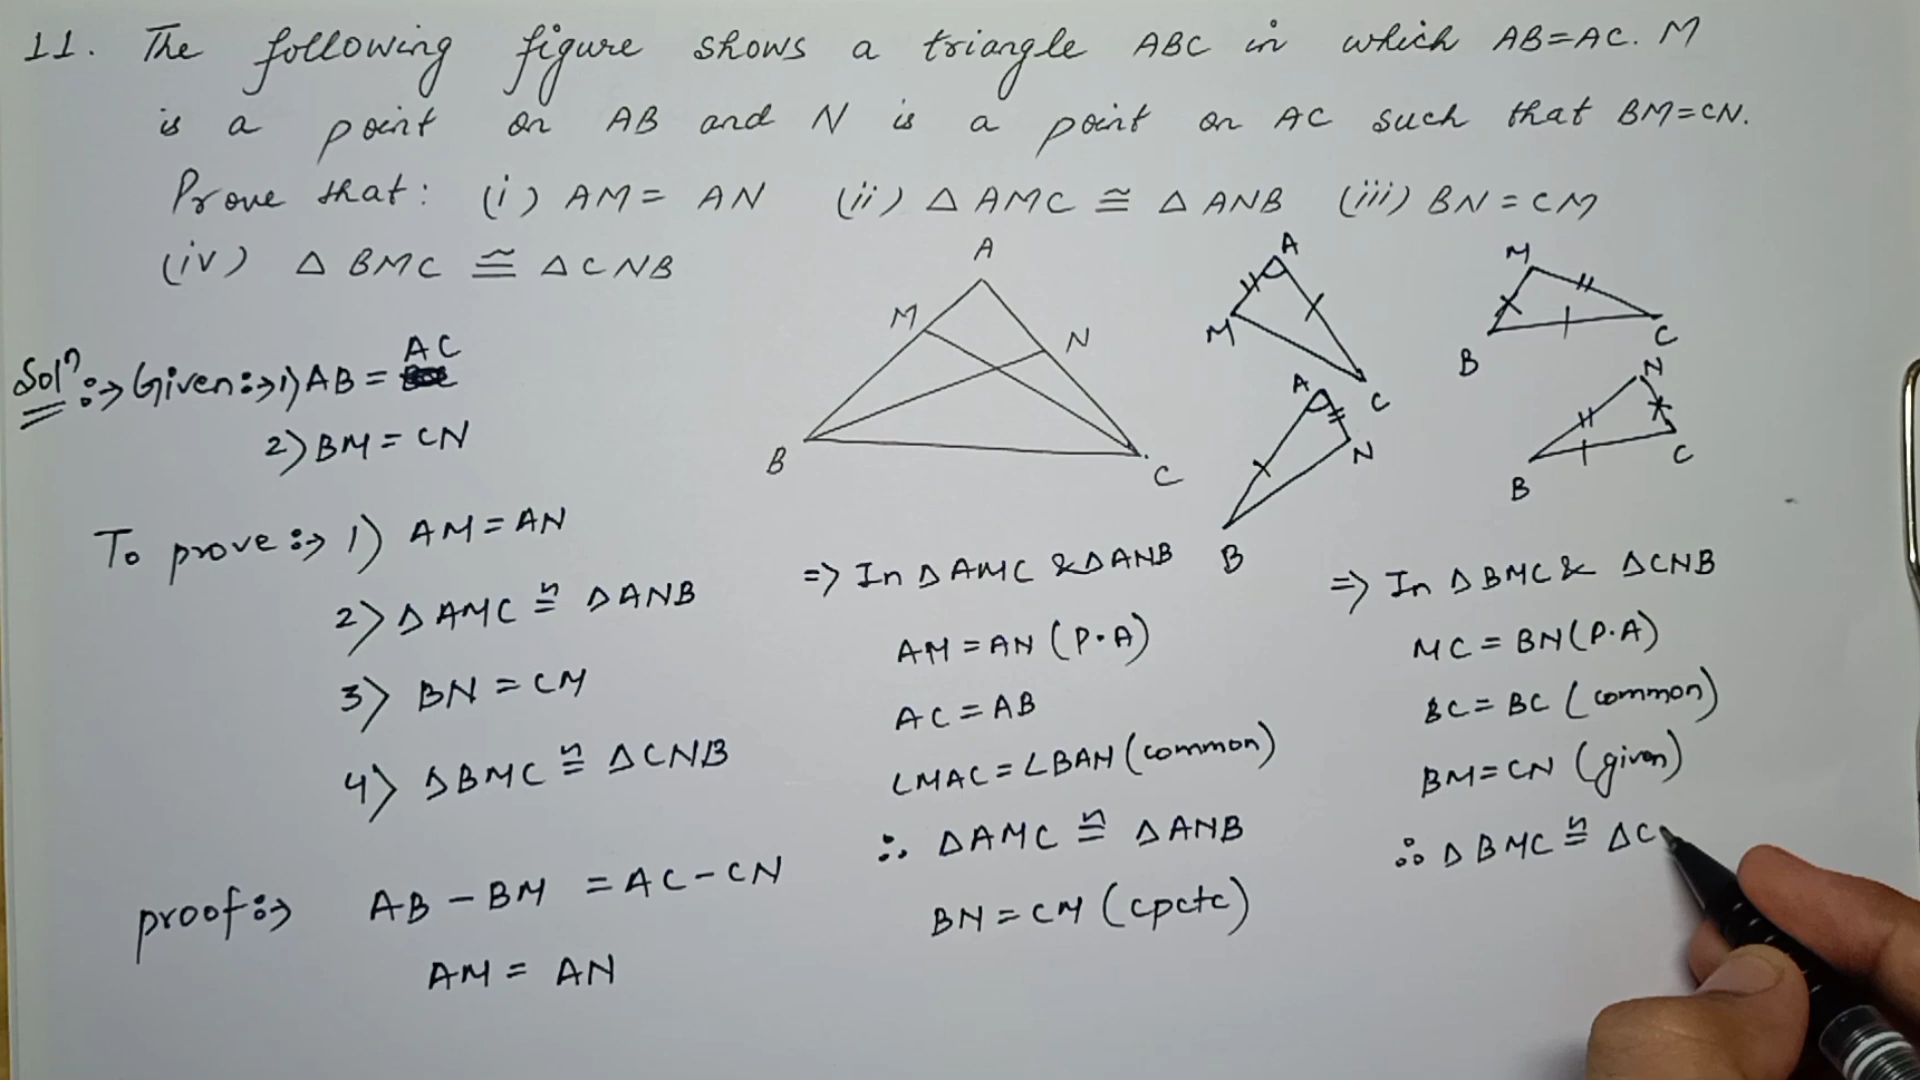 11. The following figure shows a triangle ABC in which AB=AC. M
is a point on AB and N is a point on AC such that BM=CN.
Prove that: (i) AM = AN (ii) △ AMC ≅ △ ANB (iii) BN = CM
(iv) △ BMC ≅ △ CNB
A
M
N
B
C
A
M
C
A
N
B
M
B
C
N
B
C
Solⁿ :→ Given :→ 1) AB = AC
2) BM = CN
To prove :→ 1) AM = AN
2) △ AMC ≅ △ ANB
3) BN = CM
4) △ BMC ≅ △ CNB
proof :→ AB - BM = AC - CN
AM = AN
=> In △ AMC & △ ANB
AM = AN (P.A)
AC = AB
∠MAC = ∠BAN (common)
∴ △AMC ≅ △ANB
BN = CM (cpctc)
=> In △ BMC & △CNB
MC = BN (P.A)
BC = BC (common)
BM = CN (given)
∴ △ BMC ≅ △C